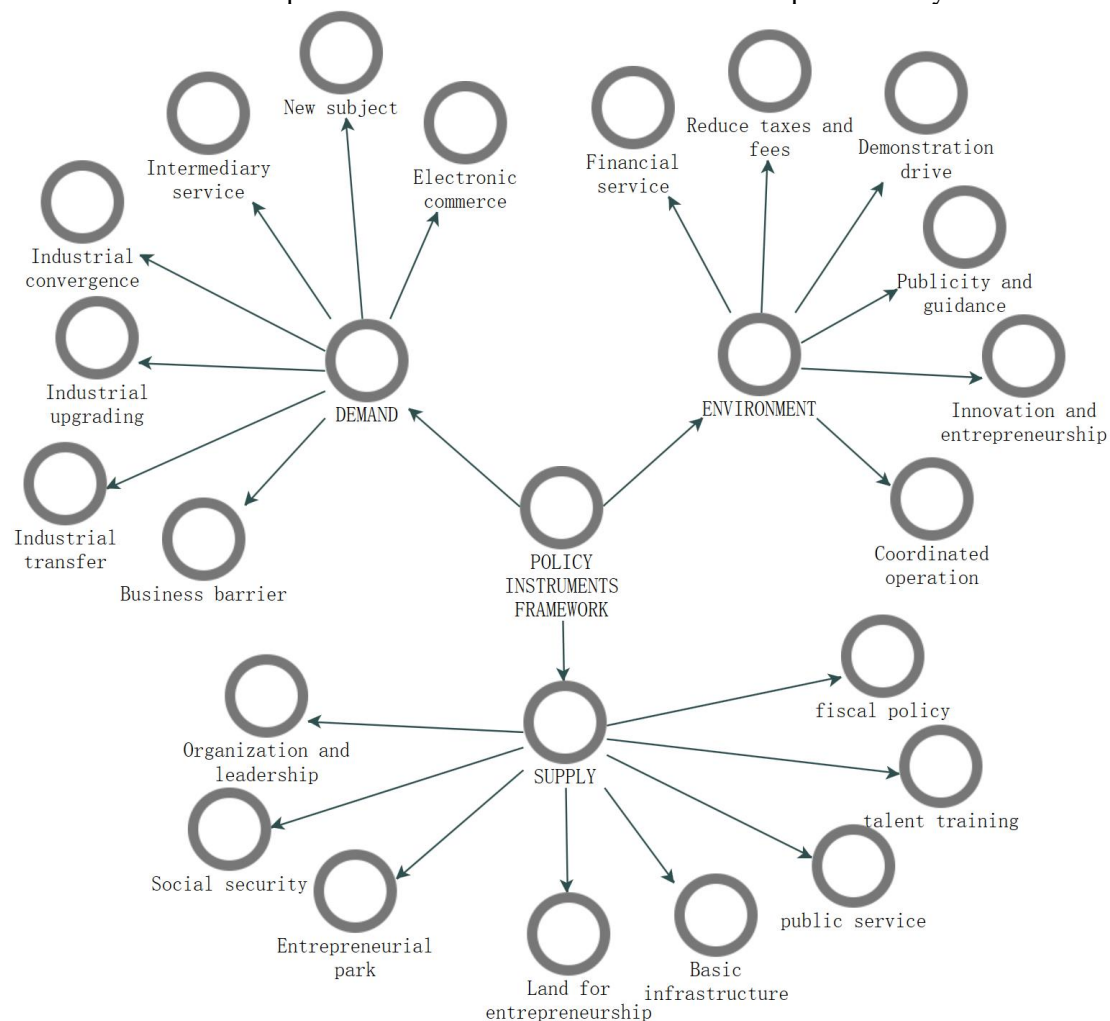 New subject
Intermediary
service
Electronic
commerce
Industrial
convergence
Industrial
upgrading
DEMAND
Industrial
transfer
Business barrier
Reduce taxes and
fees
Financial
service
Demonstration
drive
Publicity and
guidance
ENVIRONMENT
Innovation and
entrepreneurship
Coordinated
operation
POLICY
INSTRUMENTS
FRAMEWORK
SUPPLY
Organization and
leadership
Social security
Entrepreneurial
park
Land for
entrepreneurship
Basic
infrastructure
public service
talent training
fiscal policy